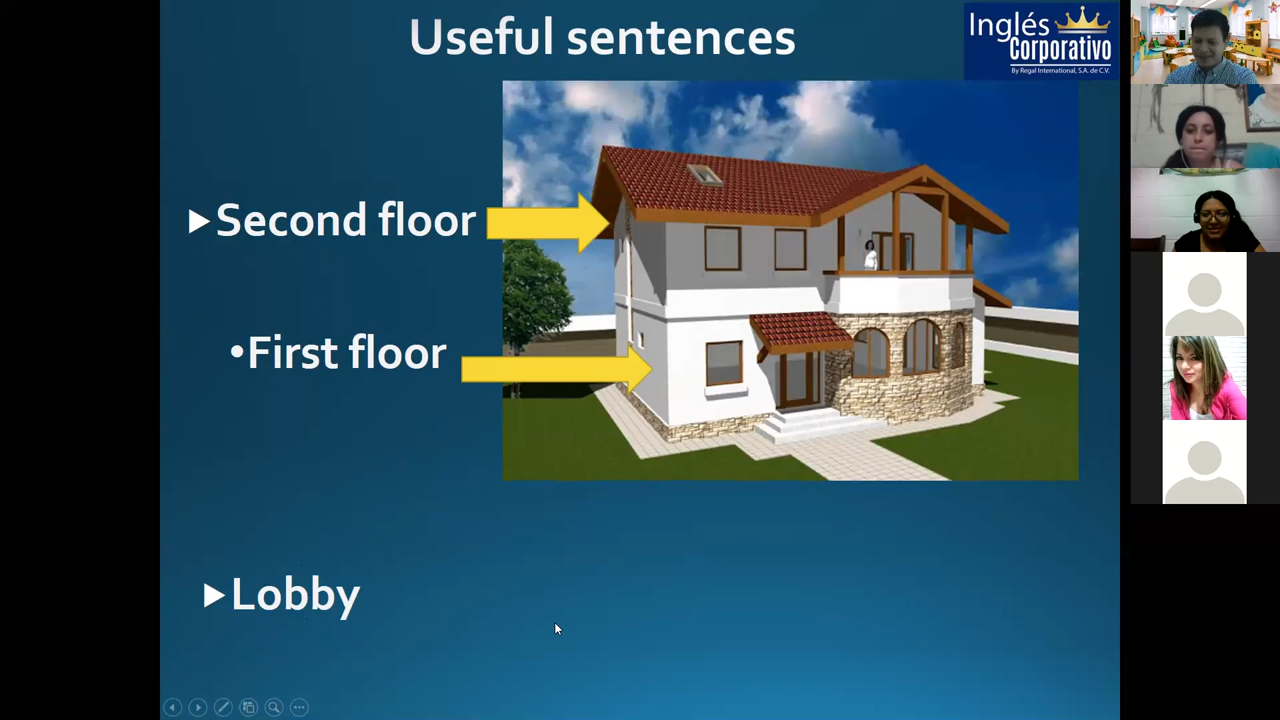 Useful sentences
Inglés
Corporativo
By Regal International, S.A. de C.V.
Second floor
•First floor
Lobby